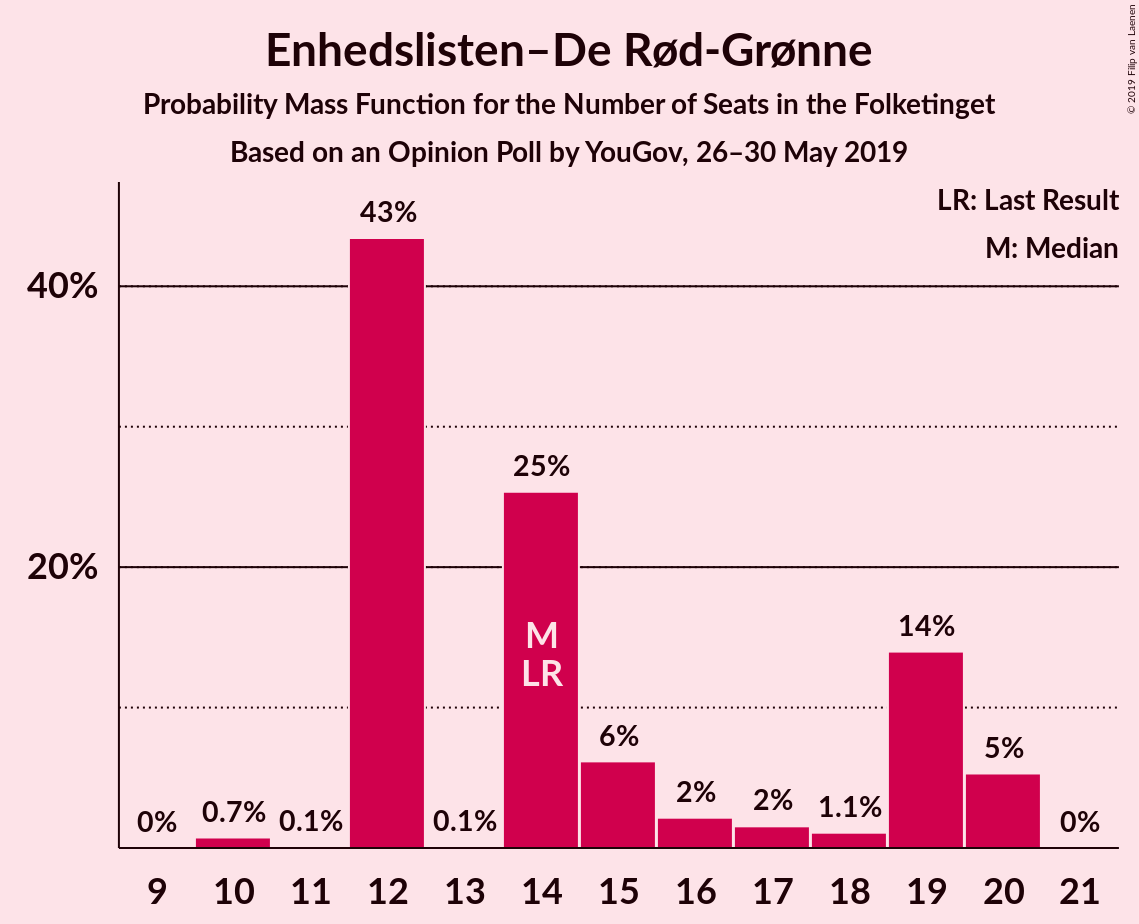 Enhedslisten–De Rød-Grønne
Probability Mass Function for the Number of Seats in the Folketinget
Based on an Opinion Poll by YouGov, 26–30 May 2019
© 2019 Filip van Laenen
LR: Last Result
M: Median
40%
20%
0%
0.7%
0.1%
43%
0.1%
25%
6%
2%
2%
1.1%
14%
5%
0%
M
LR
9 10 11 12 13 14 15 16 17 18 19 20 21